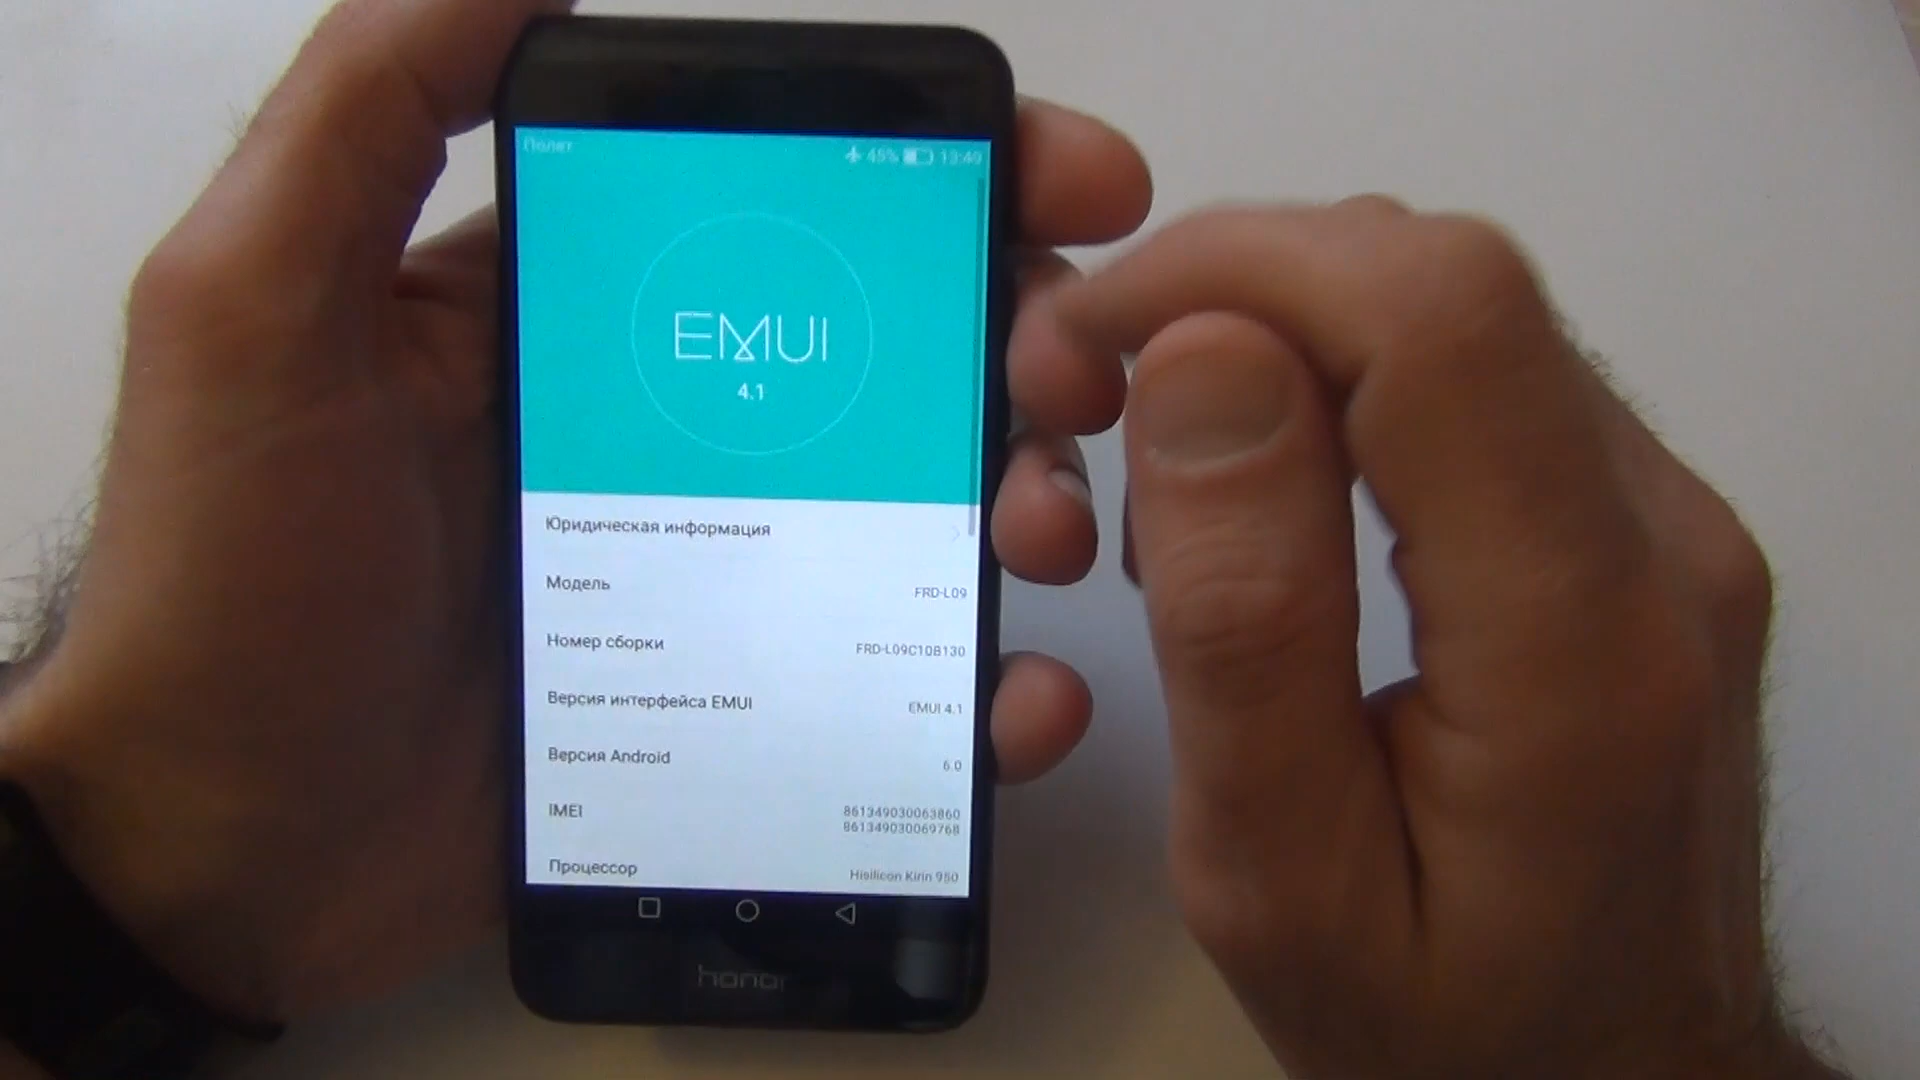 Полет
45% 13:49
EMUI
4.1
Юридическая информация
Модель
FRD-L09
Номер сборки
FRD-L09C10B130
Версия интерфейса EMUI
EMUI 4.1
Версия Android
6.0
IMEI
861349030063860
861349030069768
Процессор
Hisilicon Kirin 950
honor